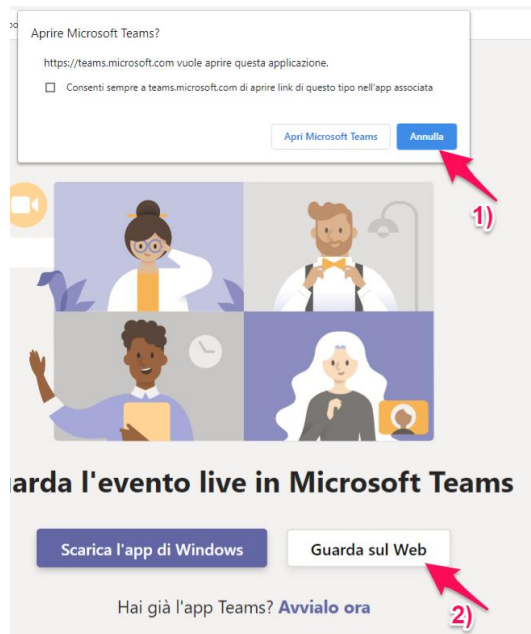 Aprire Microsoft Teams?
https://teams.microsoft.com vuole aprire questa applicazione.
Consenti sempre a teams.microsoft.com di aprire link di questo tipo nell'app associata
Apri Microsoft Teams Annulla
1)
arda l'evento live in Microsoft Teams
Scarica l'app di Windows Guarda sul Web
Hai già l'app Teams? Avvialo ora
2)